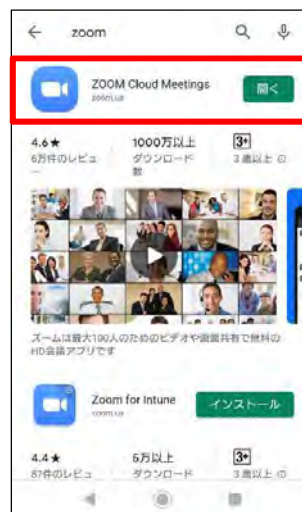 zoom
ZOOM Cloud Meetings
zoom.us
開く
4.6★
6万件のレビュー
1000万以上
ダウンロード数
3+
3 歳以上
ズームは最大100人のためのビデオや画面共有で無料の
HD会議アプリです
Zoom for Intune
zoom.us
インストール
4.4★
87件のレビュー
5万以上
ダウンロード
3+
3 歳以上